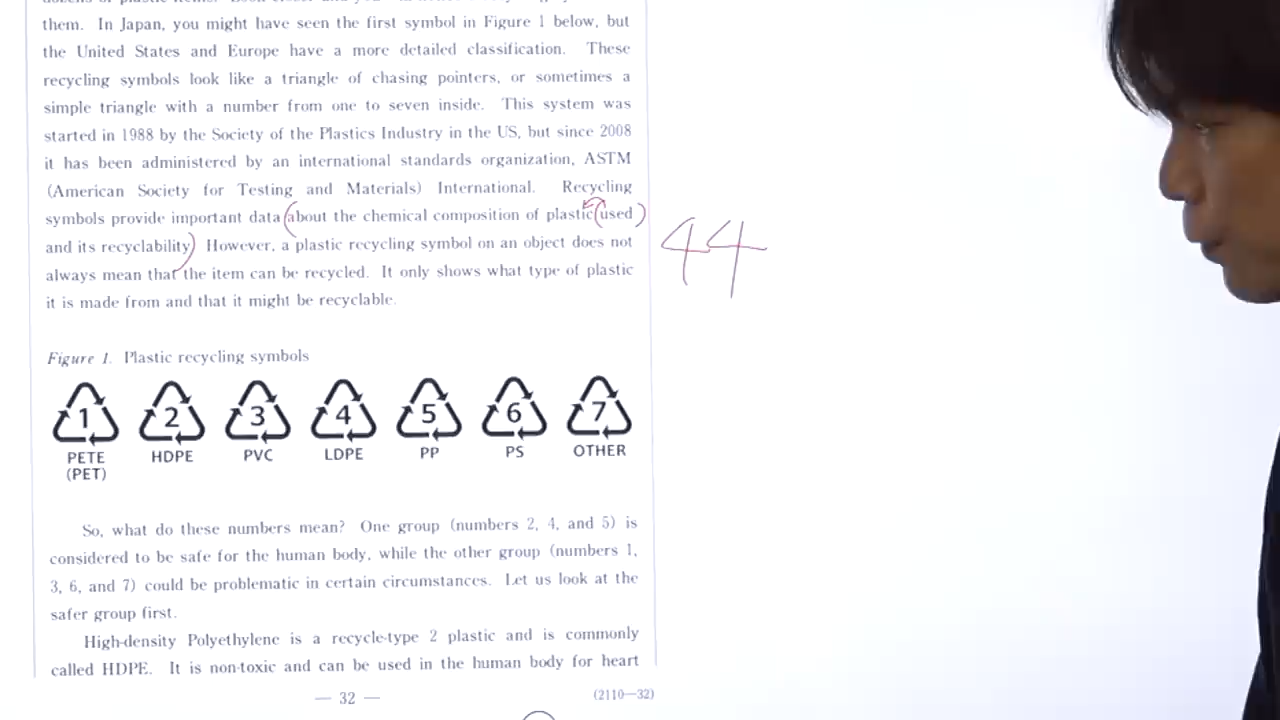 them. In Japan, you might have seen the first symbol in Figure 1 below, but
the United States and Europe have a more detailed classification. These
recycling symbols look like a triangle of chasing pointers, or sometimes a
simple triangle with a number from one to seven inside. This system was
started in 1988 by the Society of the Plastics Industry in the US, but since 2008
it has been administered by an international standards organization, ASTM
(American Society for Testing and Materials) International. Recycling
symbols provide important data about the chemical composition of plastic used
and its recyclability. However, a plastic recycling symbol on an object does not
always mean that the item can be recycled. It only shows what type of plastic
it is made from and that it might be recyclable.
44
Figure 1. Plastic recycling symbols
1 2 3 4 5 6 7
PETE HDPE PVC LDPE PP PS OTHER
(PET)
So, what do these numbers mean? One group (numbers 2, 4, and 5) is
considered to be safe for the human body, while the other group (numbers 1,
3, 6, and 7) could be problematic in certain circumstances. Let us look at the
safer group first.
High-density Polyethylene is a recycle-type 2 plastic and is commonly
called HDPE. It is non-toxic and can be used in the human body for heart
— 32 —
(2110—32)